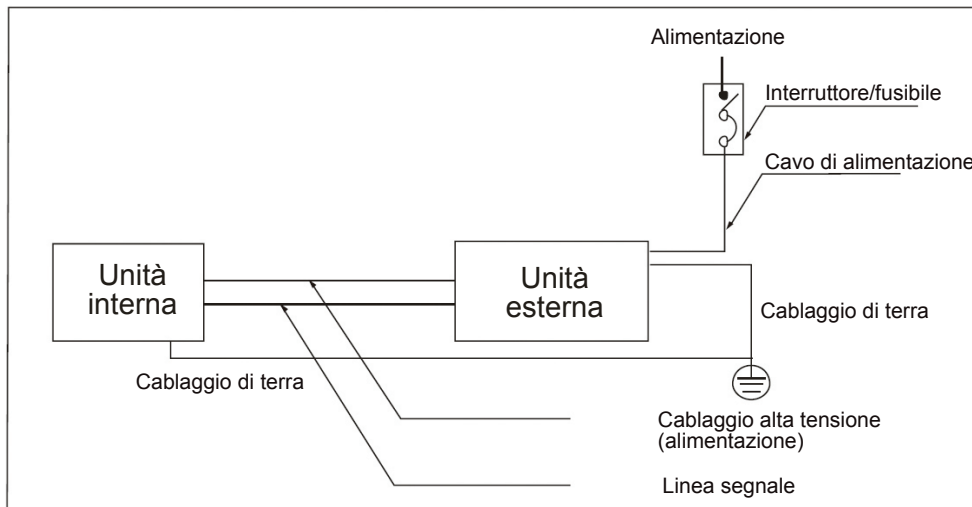 Alimentazione
Interruttore/fusibile
Cavo di alimentazione
Unità
interna
Unità
esterna
Cablaggio di terra
Cablaggio di terra
Cablaggio alta tensione
(alimentazione)
Linea segnale